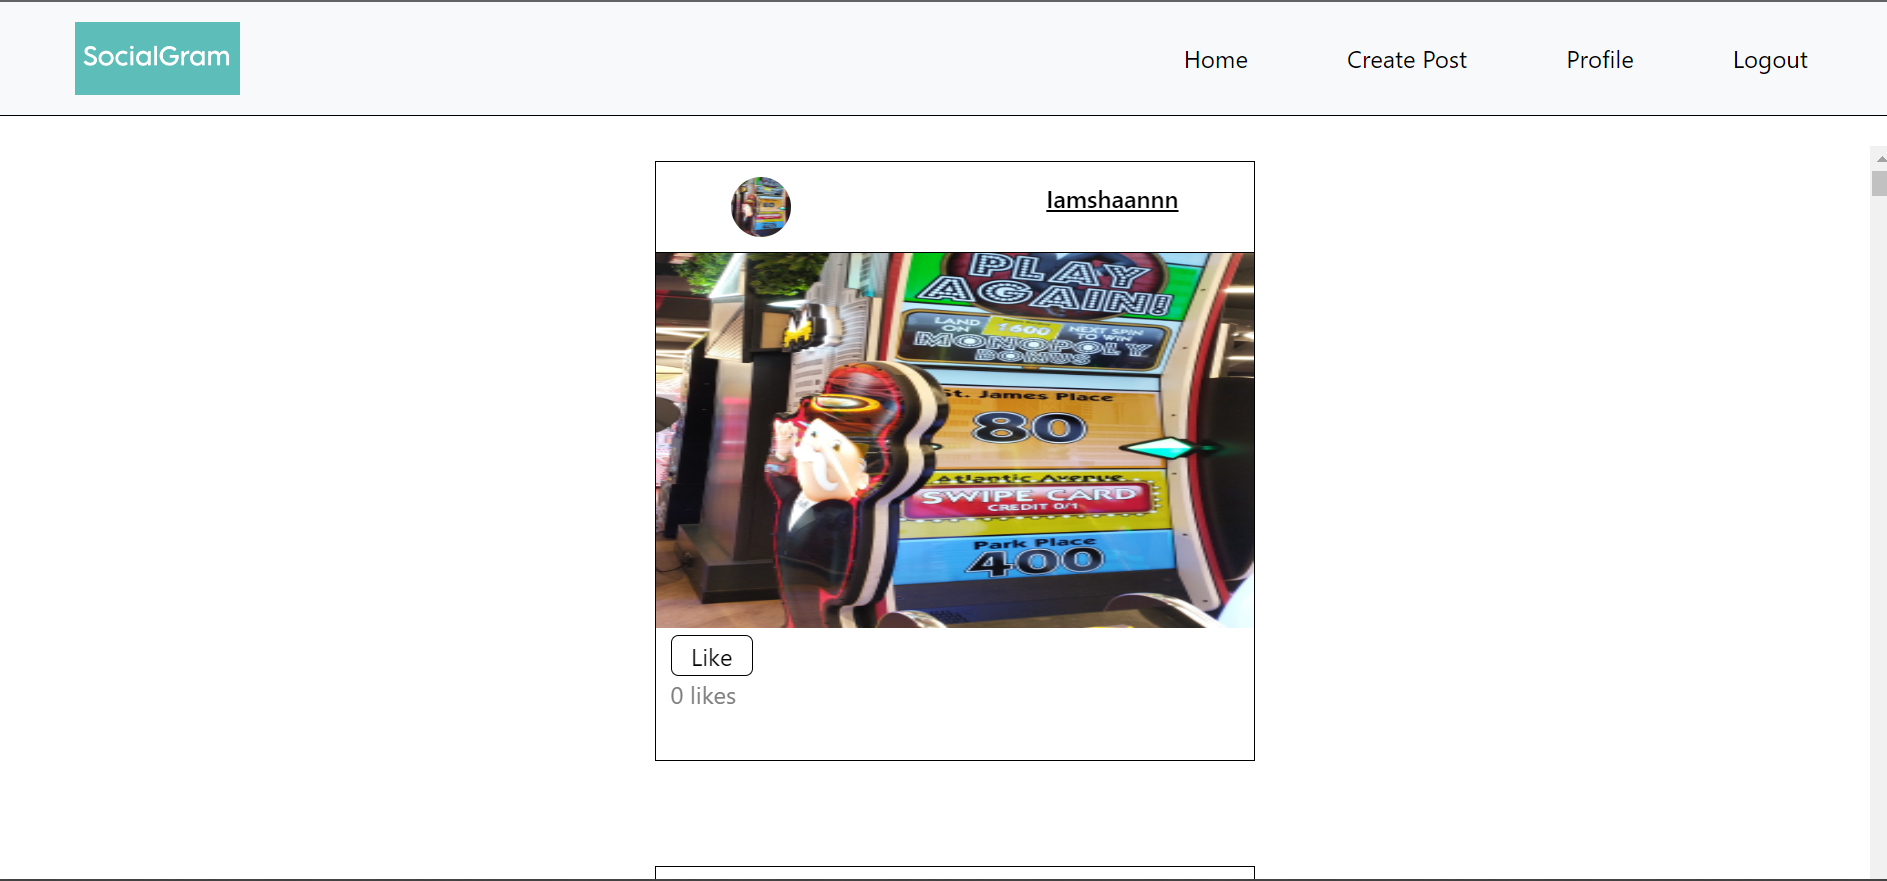 SocialGram
Home
Create Post
Profile
Logout
Iamshaannn
PLAY
AGAIN!
LAND
ON
$600
NEXT SPIN
TO WIN
MONOPOLY
BONUS
St. James Place
80
Atlantic Avenue
SWIPE CARD
CREDIT 0/1
Park Place
400
Like
0 likes